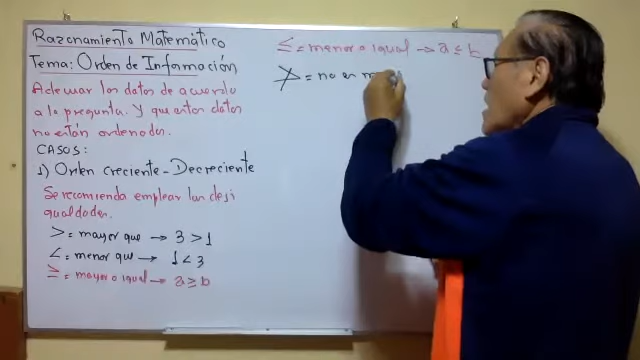 Razonamiento Matemático
Tema: Orden de Información
Adecuar los datos de acuerdo
a la pregunta. Y que estos datos
no están ordenados.
CASOS:
1) Orden creciente - Decreciente
Se recomienda emplear las desi
gualdades.
> = mayor que → 3 > 1
< = menor que → 1 < 3
≥ = mayor o igual → a ≥ b
≤ = menor o igual → a ≤ b
≯ = no es m